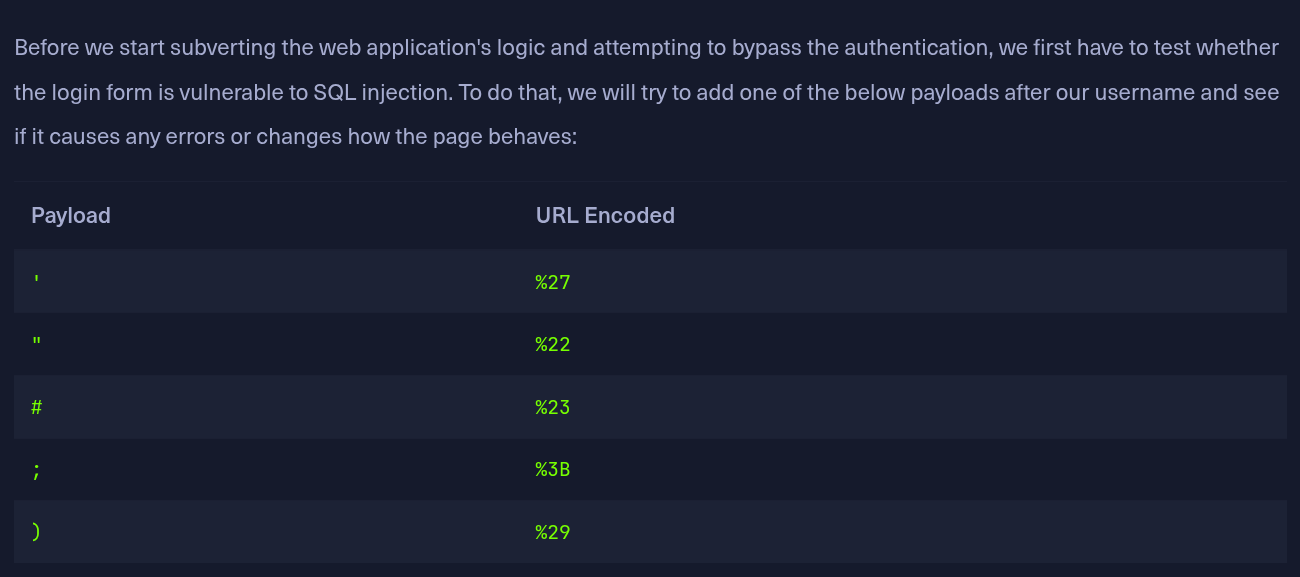 Before we start subverting the web application's logic and attempting to bypass the authentication, we first have to test whether
the login form is vulnerable to SQL injection. To do that, we will try to add one of the below payloads after our username and see
if it causes any errors or changes how the page behaves:
Payload URL Encoded
' %27
" %22
# %23
; %3B
) %29